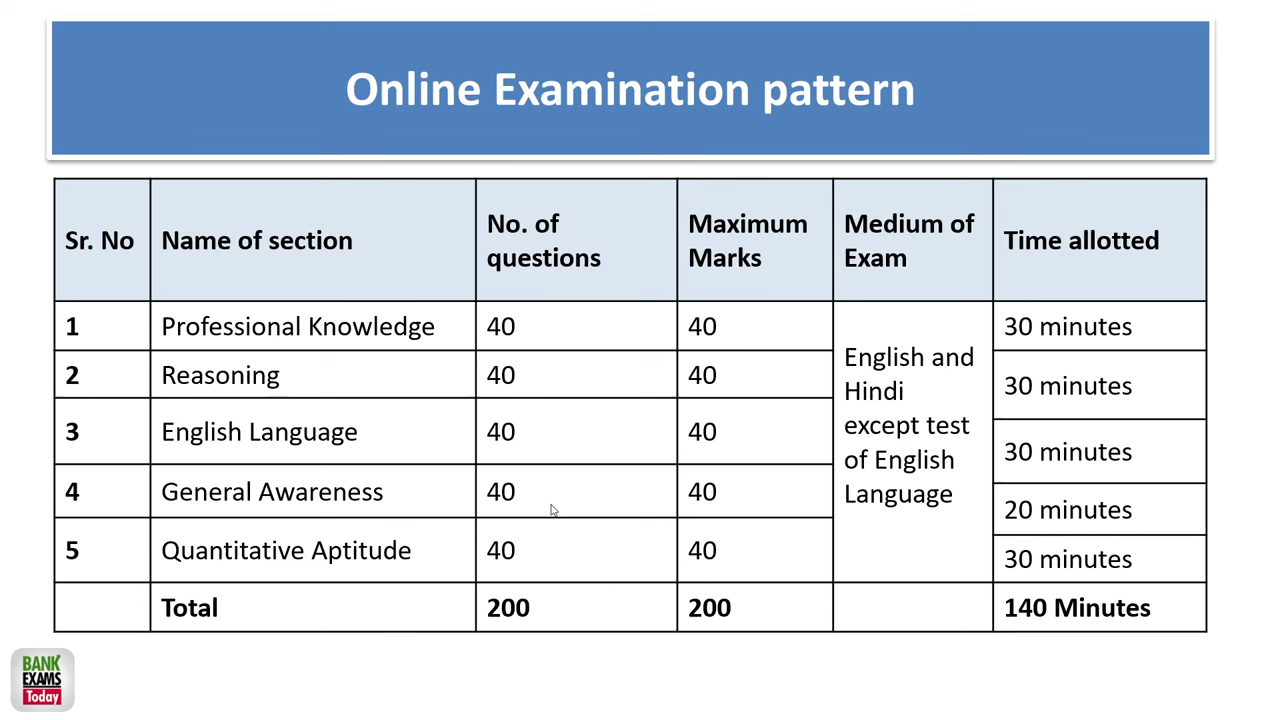 Online Examination pattern
Sr. No Name of section No. of questions Maximum Marks Medium of Exam Time allotted
1 Professional Knowledge 40 40 English and Hindi except test of English Language 30 minutes
2 Reasoning 40 40 30 minutes
3 English Language 40 40 30 minutes
4 General Awareness 40 40 20 minutes
5 Quantitative Aptitude 40 40 30 minutes
Total 200 200 140 Minutes
BANK
EXAMS
Today